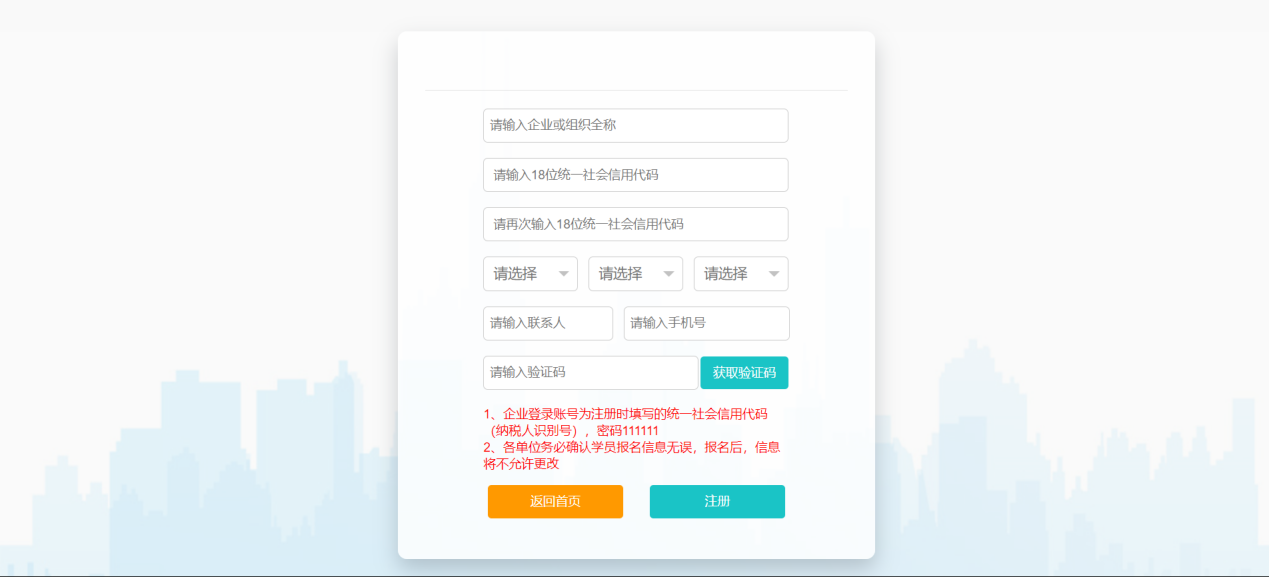 请输入企业或组织全称
请输入18位统一社会信用代码
请再次输入18位统一社会信用代码
请选择 请选择 请选择
请输入联系人 请输入手机号
请输入验证码 获取验证码
1、企业登录账号为注册时填写的统一社会信用代码
（纳税人识别号），密码111111
2、各单位务必确认学员报名信息无误，报名后，信息
将不允许更改
返回首页 注册